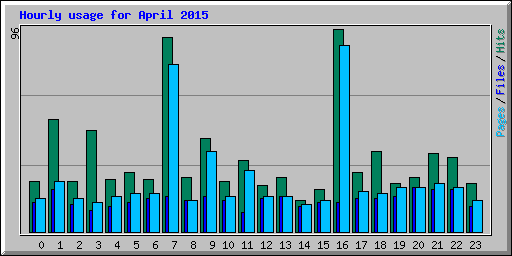 Hourly usage for April 2015
96
Pages / Files / Hits
0 1 2 3 4 5 6 7 8 9 10 11 12 13 14 15 16 17 18 19 20 21 22 23